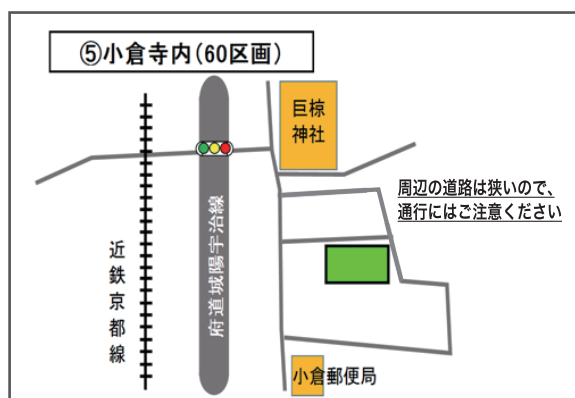 ⑤小倉寺内(60区画)
巨椋
神社
周辺の道路は狭いので、
通行にはご注意ください
近鉄京都線
府道城陽宇治線
小倉郵便局